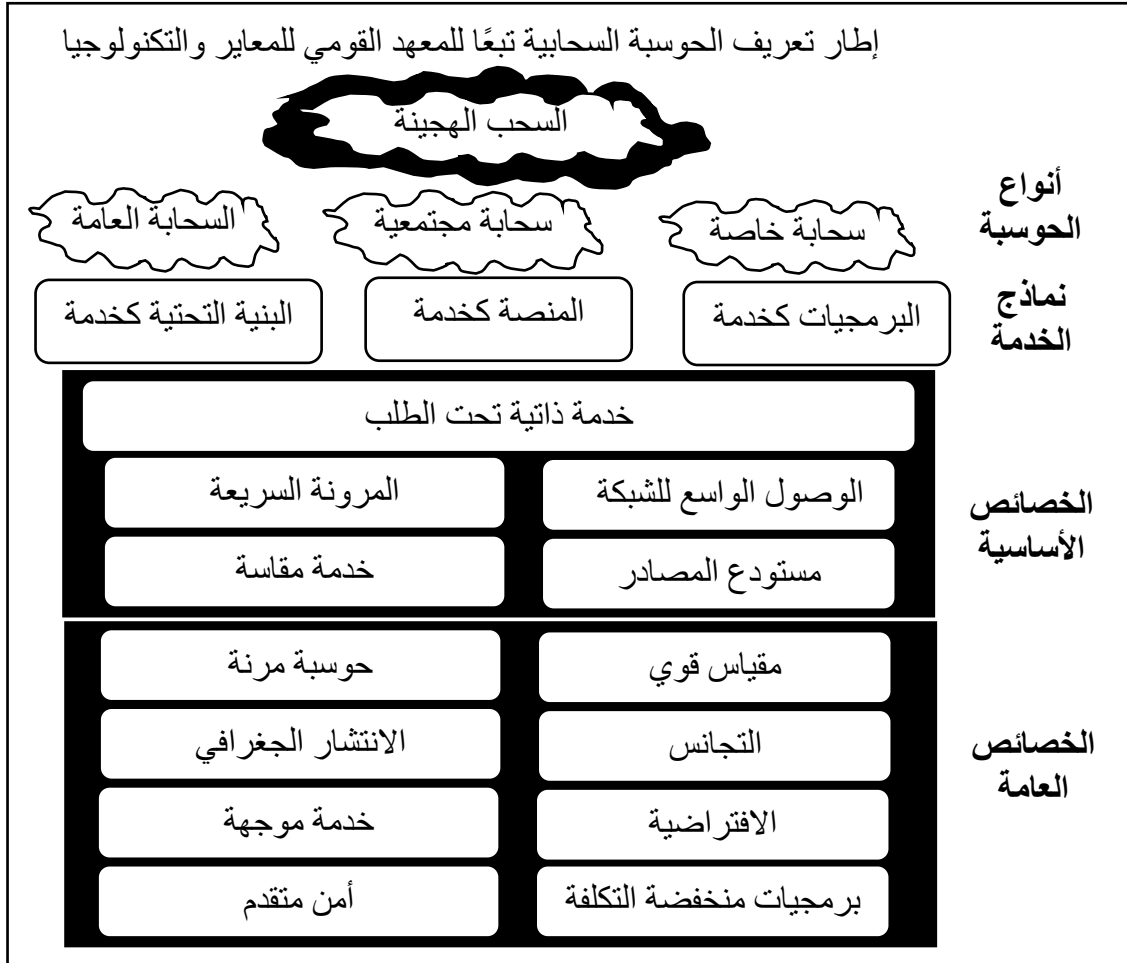 إطار تعريف الحوسبة السحابية تبعًا للمعهد القومي للمعاير والتكنولوجيا
السحب الهجينة
أنواع
الحوسبة
سحابة خاصة
سحابة مجتمعية
السحابة العامة
نماذج
الخدمة
البرمجيات كخدمة
المنصة كخدمة
البنية التحتية كخدمة
الخصائص
الأساسية
خدمة ذاتية تحت الطلب
الوصول الواسع للشبكة
المرونة السريعة
مستودع المصادر
خدمة مقاسة
الخصائص
العامة
مقياس قوي
حوسبة مرنة
التجانس
الانتشار الجغرافي
الافتراضية
خدمة موجهة
برمجيات منخفضة التكلفة
أمن متقدم